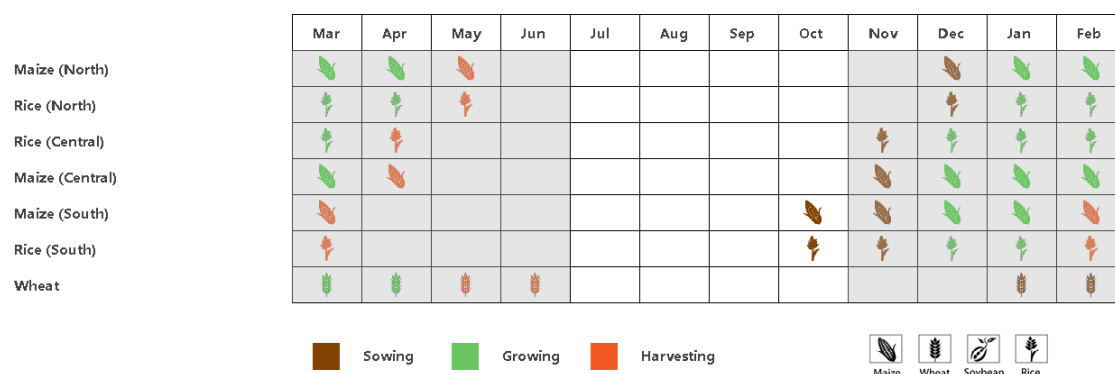 Mar Apr May Jun Jul Aug Sep Oct Nov Dec Jan Feb
Maize (North)
Rice (North)
Rice (Central)
Maize (Central)
Maize (South)
Rice (South)
Wheat
Sowing Growing Harvesting
Maize Wheat Soybean Rice